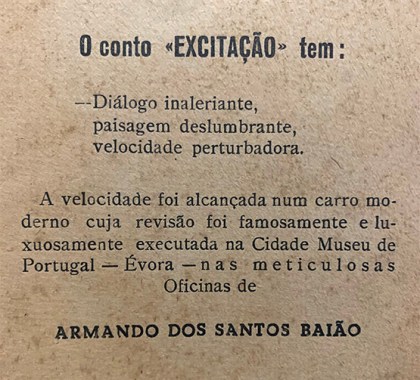 O conto «EXCITAÇÃO» tem:
—Diálogo inaleriante,
paisagem deslumbrante,
velocidade perturbadora.
A velocidade foi alcançada num carro mo-
derno cuja revisão foi famosamente e lu-
xuosamente executada na Cidade Museu de
Portugal — Évora — nas meticulosas
Oficinas de
ARMANDO DOS SANTOS BAIÃO